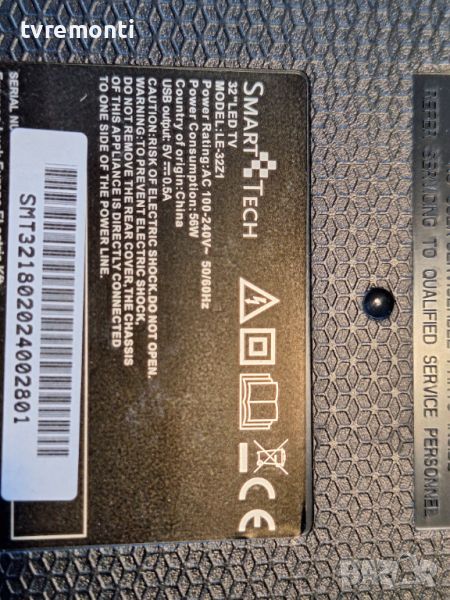 tvremonti
SMART TECH
32"LED TV
MODEL:LE-32Z1
Power Rating:AC 100-240V~ 50/60Hz
Power Consumption:56W
Country of origin:China
USB output: 5V⎓0.5A
CAUTION:RISK OF ELECTRIC SHOCK.DO NOT OPEN.
WARNING:TO PREVENT ELECTRIC SHOCK,
DO NOT REMOVE THE REAR COVER, THE CHASSIS
OF THIS APPLIANCE IS DIRECTLY CONNECTED
TO ONE SIDE OF THE POWER LINE.
SERIAL
SMT321802024002801
CE
REFER SERVICING TO QUALIFIED SERVICE PERSONNEL
BAZAR